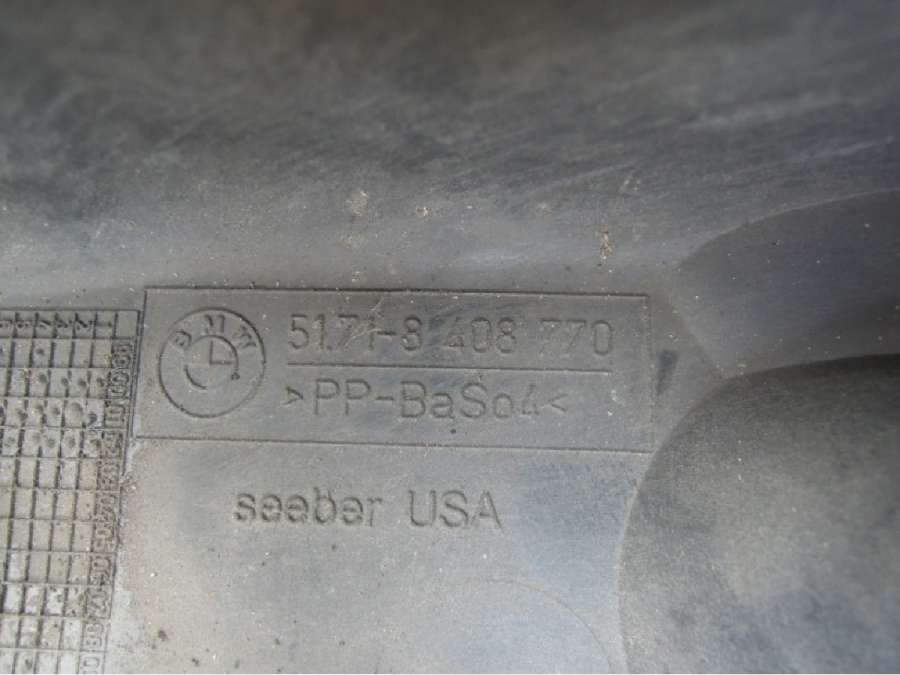 BMW
51.71-8 408 770
>PP-BaSo4<
seeber USA